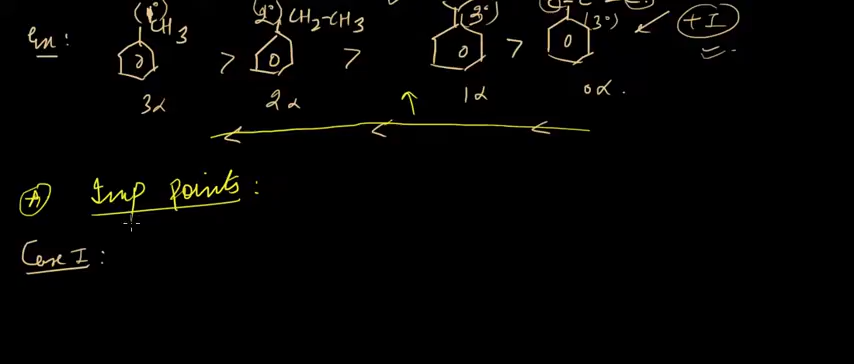 (1°) (2°) (3°)
Ex: CH3 > CH2-CH3 > > (3°) +I
3α 2α 1α 0α.
A Imp points:
Case I: